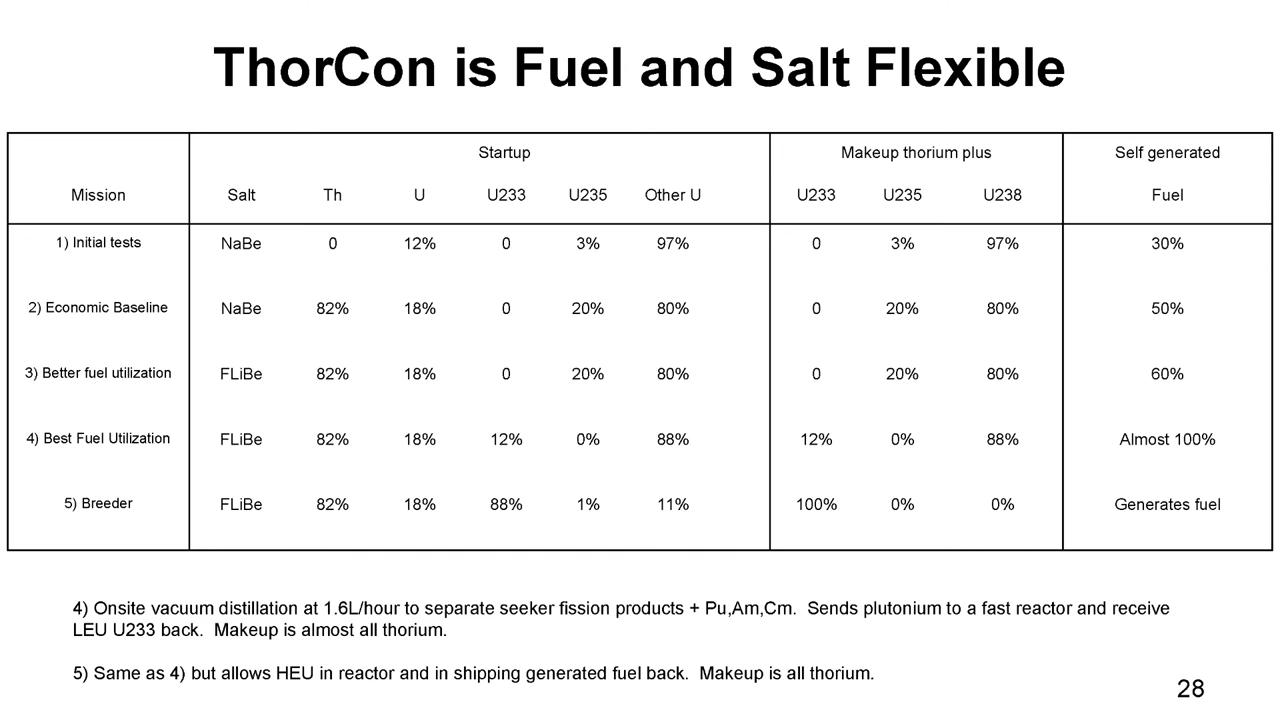 ThorCon is Fuel and Salt Flexible
Startup Makeup thorium plus Self generated
Mission Salt Th U U233 U235 Other U U233 U235 U238 Fuel
1) Initial tests NaBe 0 12% 0 3% 97% 0 3% 97% 30%
2) Economic Baseline NaBe 82% 18% 0 20% 80% 0 20% 80% 50%
3) Better fuel utilization FLiBe 82% 18% 0 20% 80% 0 20% 80% 60%
4) Best Fuel Utilization FLiBe 82% 18% 12% 0% 88% 12% 0% 88% Almost 100%
5) Breeder FLiBe 82% 18% 88% 1% 11% 100% 0% 0% Generates fuel
4) Onsite vacuum distillation at 1.6L/hour to separate seeker fission products + Pu,Am,Cm. Sends plutonium to a fast reactor and receive
LEU U233 back. Makeup is almost all thorium.
5) Same as 4) but allows HEU in reactor and in shipping generated fuel back. Makeup is all thorium.
28